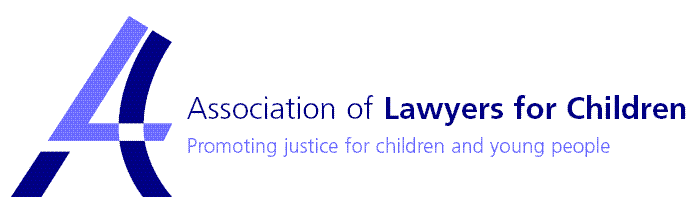 Association of Lawyers for Children
Promoting justice for children and young people